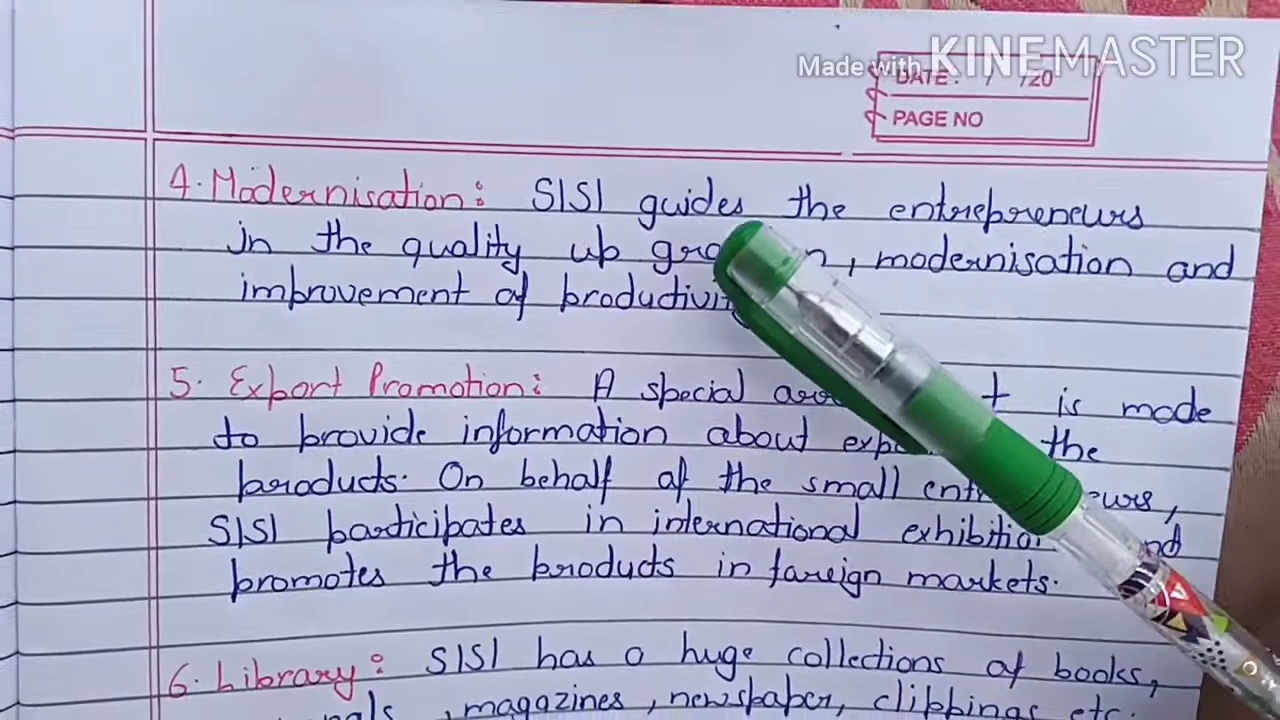 Made with KINEMASTER
DATE: / /20
PAGE NO
4. Modernisation: SISI guides the entrepreneurs
in the quality up , modernisation and
improvement of
5. Export Promotion: A special is made
to provide information about the
products. On behalf of the small
SISI participates in international
promotes the products in foreign markets.
6. Library: SISI has a huge collections of books,
, magazines, newspaper, clippings etc.